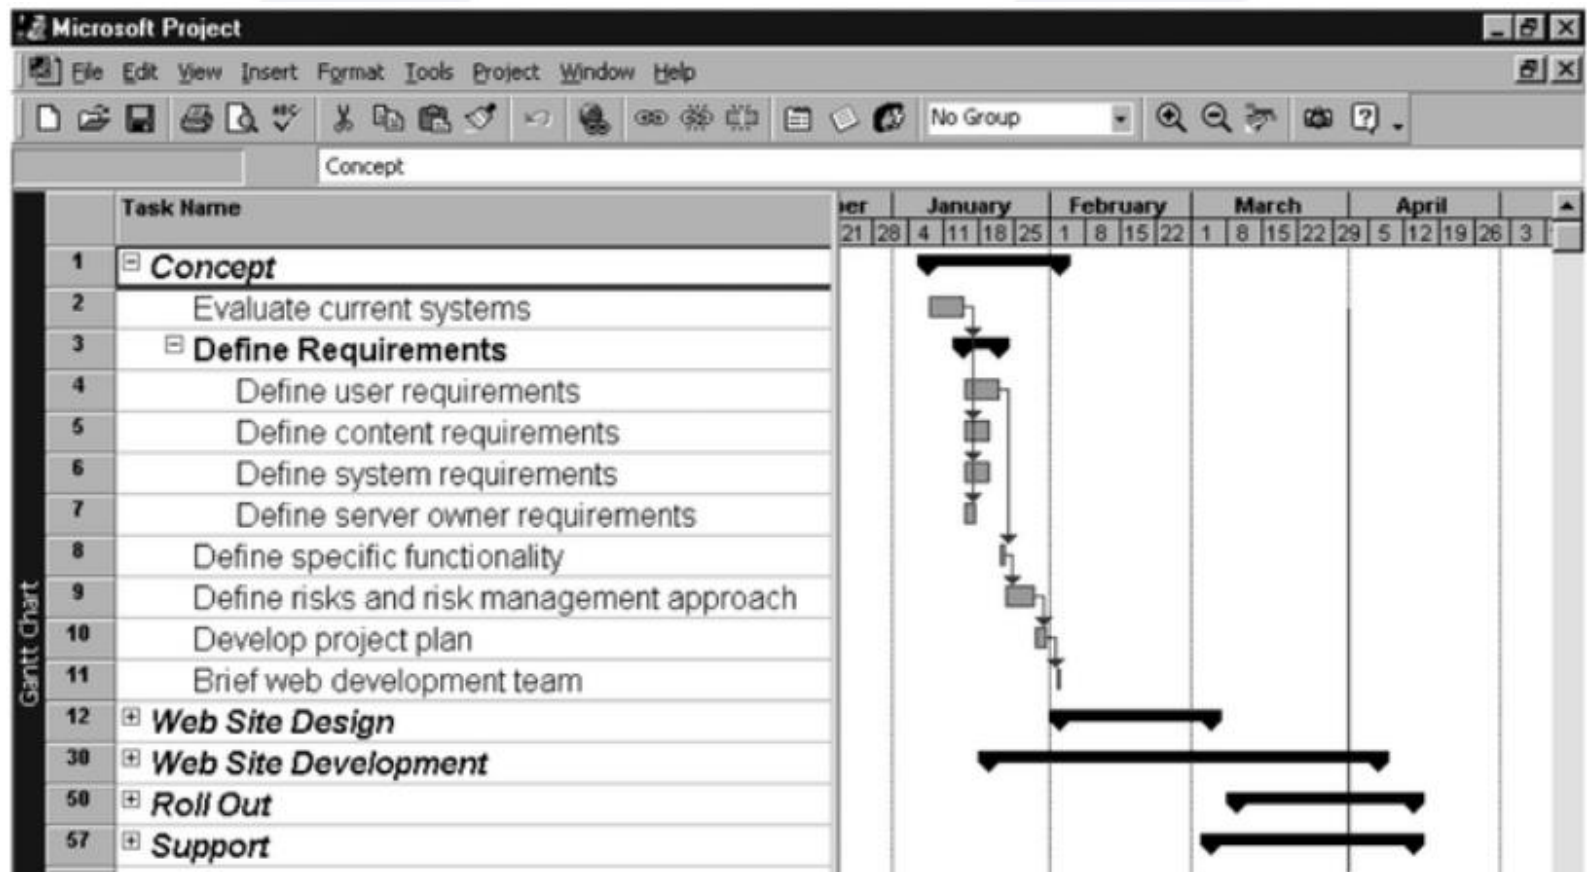 Microsoft Project
File Edit View Insert Format Tools Project Window Help
ABC No Group ?
Concept
Task Name ber January February March April
21 28 4 11 18 25 1 8 15 22 1 8 15 22 29 5 12 19 26 3
1 Concept
2 Evaluate current systems
3 Define Requirements
4 Define user requirements
5 Define content requirements
6 Define system requirements
7 Define server owner requirements
8 Define specific functionality
9 Define risks and risk management approach
10 Develop project plan
11 Brief web development team
12 Web Site Design
30 Web Site Development
50 Roll Out
57 Support
Gantt Chart